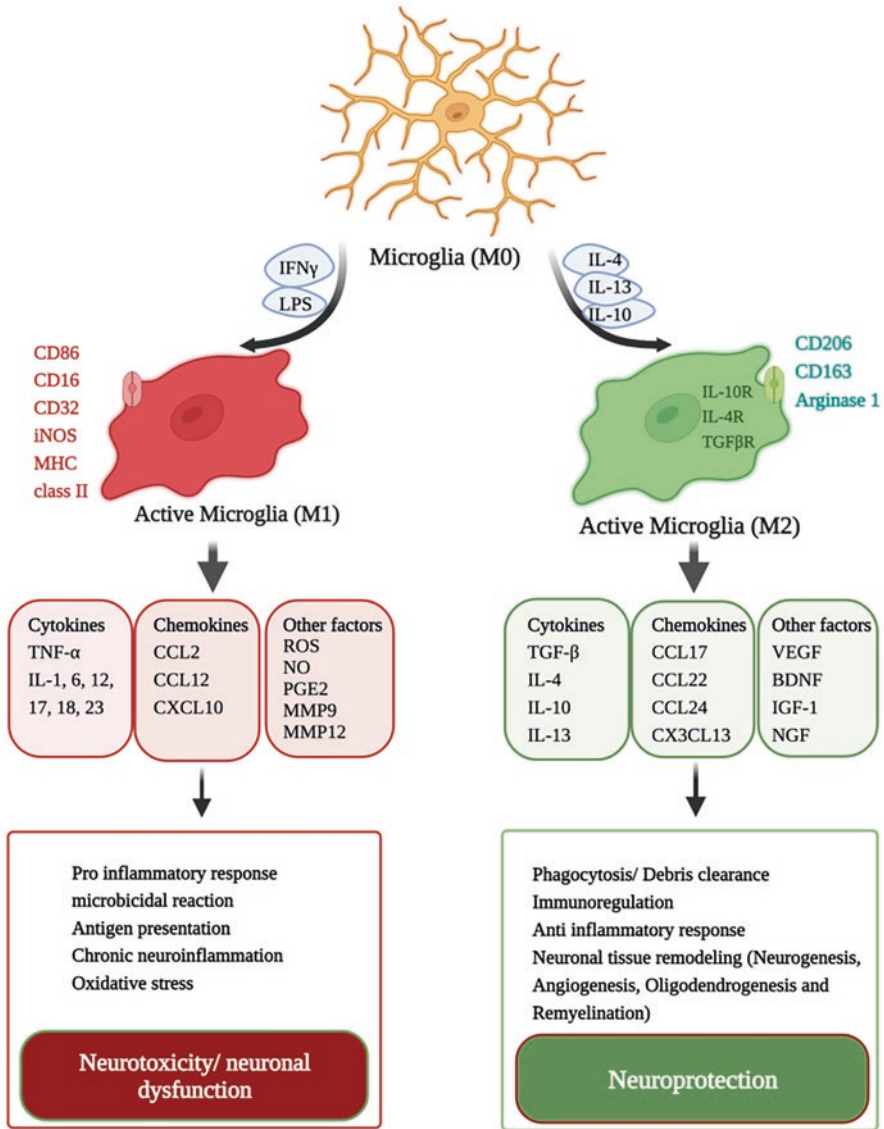 Microglia (M0)
IFNγ
LPS
IL-4
IL-13
IL-10
CD86
CD16
CD32
iNOS
MHC
class II
Active Microglia (M1)
CD206
CD163
Arginase 1
IL-10R
IL-4R
TGFβR
Active Microglia (M2)
Cytokines
TNF-α
IL-1, 6, 12,
17, 18, 23
Chemokines
CCL2
CCL12
CXCL10
Other factors
ROS
NO
PGE2
MMP9
MMP12
Cytokines
TGF-β
IL-4
IL-10
IL-13
Chemokines
CCL17
CCL22
CCL24
CX3CL13
Other factors
VEGF
BDNF
IGF-1
NGF
Pro inflammatory response
microbicidal reaction
Antigen presentation
Chronic neuroinflammation
Oxidative stress
Neurotoxicity/ neuronal
dysfunction
Phagocytosis/ Debris clearance
Immunoregulation
Anti inflammatory response
Neuronal tissue remodeling (Neurogenesis,
Angiogenesis, Oligodendrogenesis and
Remyelination)
Neuroprotection